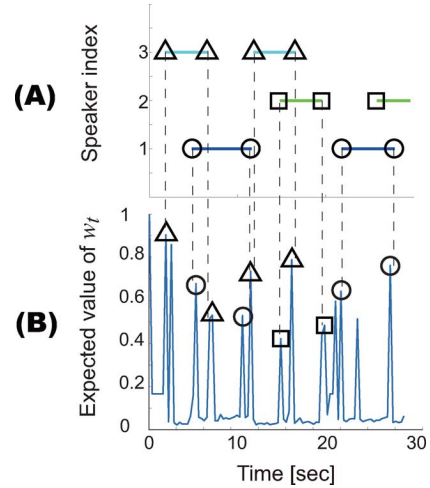 (A)
Speaker index
3
2
1
(B)
Expected value of w_t
1
0.8
0.6
0.4
0.2
0
0 10 20 30
Time [sec]